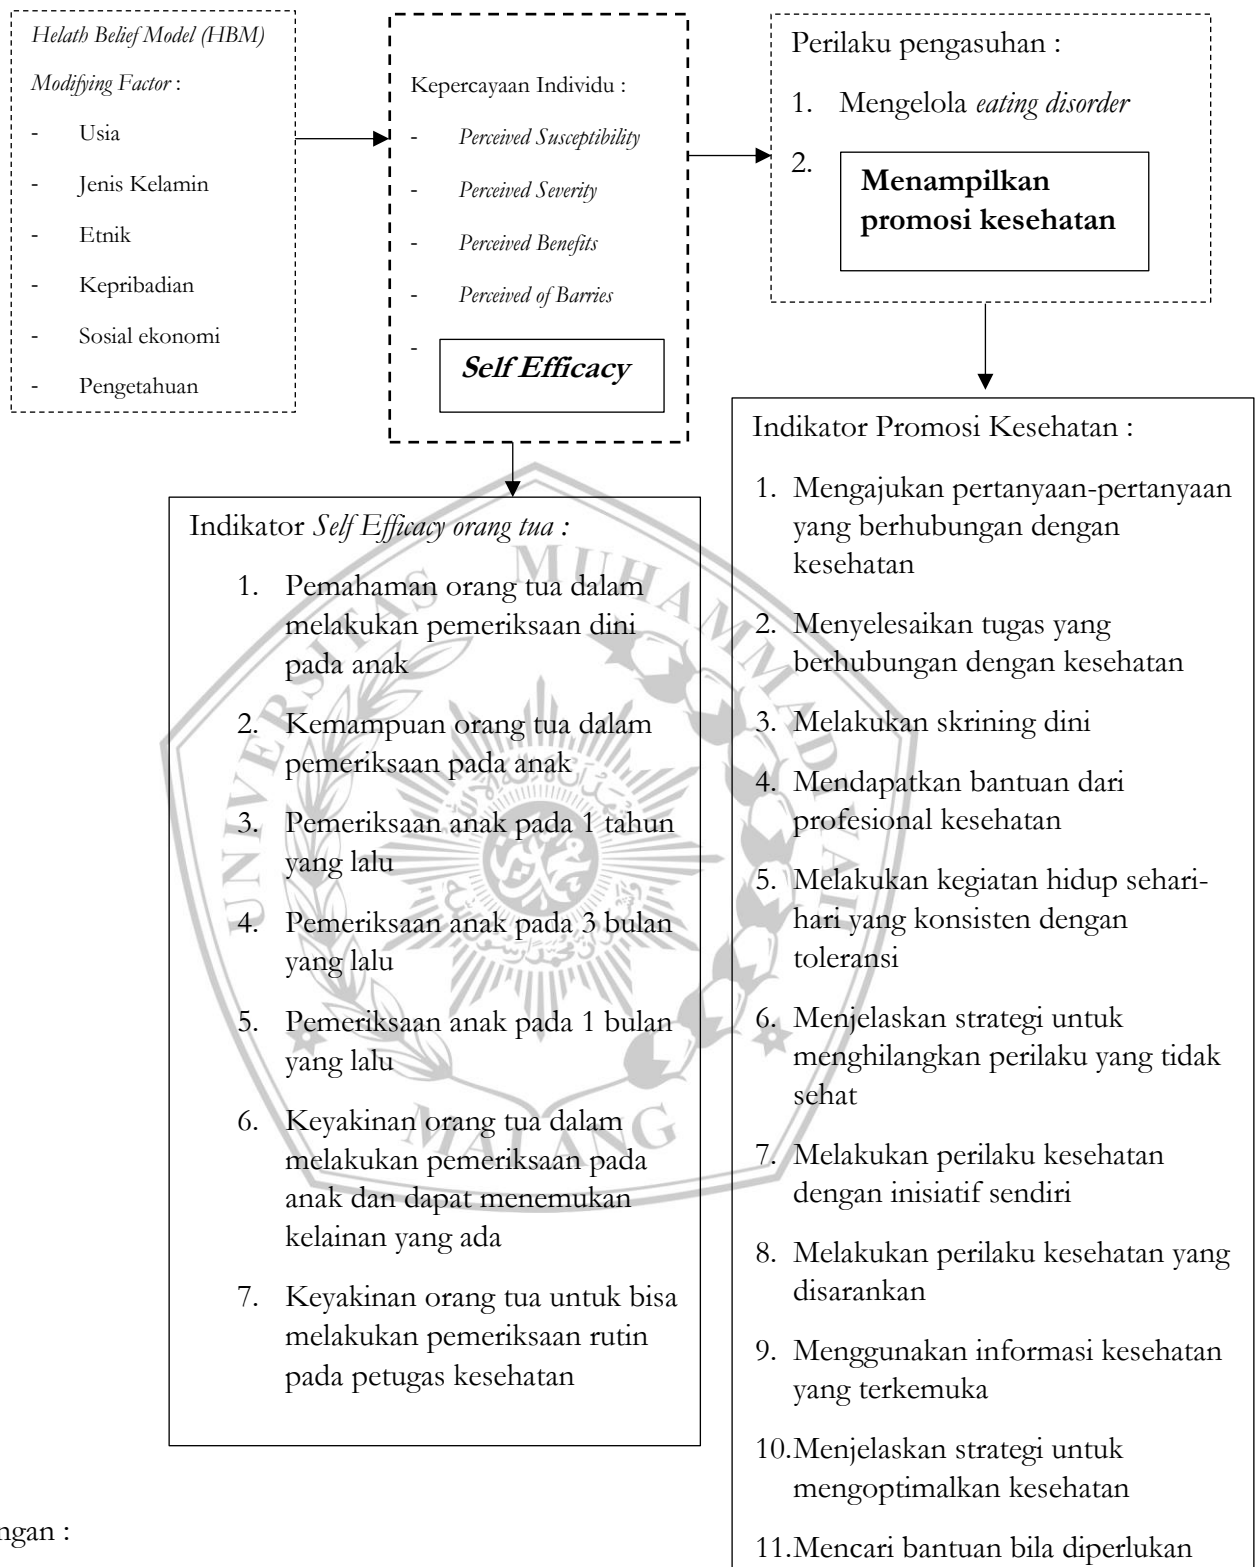 Helath Belief Model (HBM)
Modifying Factor :
- Usia
- Jenis Kelamin
- Etnik
- Kepribadian
- Sosial ekonomi
- Pengetahuan
Kepercayaan Individu :
- Perceived Susceptibility
- Perceived Severity
- Perceived Benefits
- Perceived of Barries
- Self Efficacy
Perilaku pengasuhan :
1. Mengelola eating disorder
2. Menampilkan
promosi kesehatan
Indikator Self Efficacy orang tua :
1. Pemahaman orang tua dalam
melakukan pemeriksaan dini
pada anak
2. Kemampuan orang tua dalam
pemeriksaan pada anak
3. Pemeriksaan anak pada 1 tahun
yang lalu
4. Pemeriksaan anak pada 3 bulan
yang lalu
5. Pemeriksaan anak pada 1 bulan
yang lalu
6. Keyakinan orang tua dalam
melakukan pemeriksaan pada
anak dan dapat menemukan
kelainan yang ada
7. Keyakinan orang tua untuk bisa
melakukan pemeriksaan rutin
pada petugas kesehatan
Indikator Promosi Kesehatan :
1. Mengajukan pertanyaan-pertanyaan
yang berhubungan dengan
kesehatan
2. Menyelesaikan tugas yang
berhubungan dengan kesehatan
3. Melakukan skrining dini
4. Mendapatkan bantuan dari
profesional kesehatan
5. Melakukan kegiatan hidup sehari-
hari yang konsisten dengan
toleransi
6. Menjelaskan strategi untuk
menghilangkan perilaku yang tidak
sehat
7. Melakukan perilaku kesehatan
dengan inisiatif sendiri
8. Melakukan perilaku kesehatan yang
disarankan
9. Menggunakan informasi kesehatan
yang terkemuka
10.Menjelaskan strategi untuk
mengoptimalkan kesehatan
11.Mencari bantuan bila diperlukan
ngan :
UNIVERSITAS MUHAMMADIYAH
MALANG